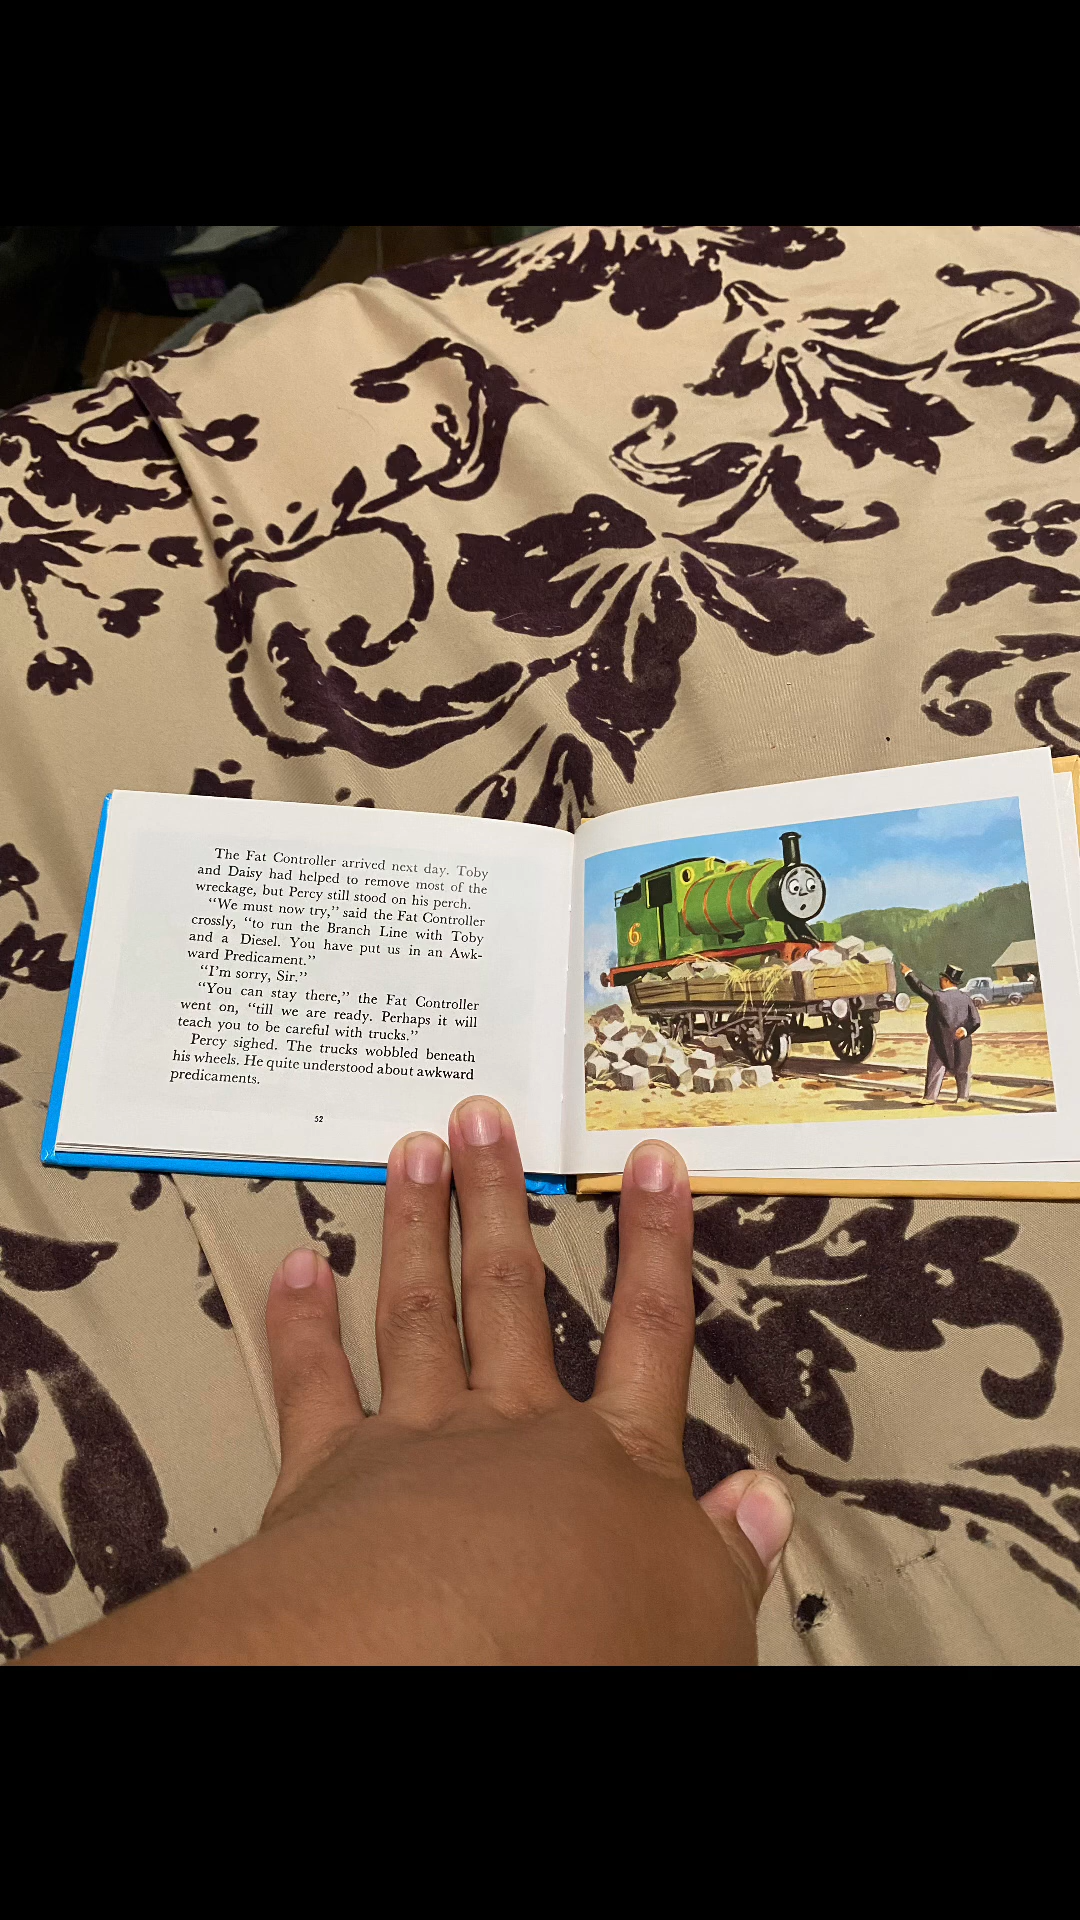 The Fat Controller arrived next day. Toby
and Daisy had helped to remove most of the
wreckage, but Percy still stood on his perch.
“We must now try,” said the Fat Controller
crossly, “to run the Branch Line with Toby
and a Diesel. You have put us in an Awk-
ward Predicament.”
“I’m sorry, Sir.”
“You can stay there,” the Fat Controller
went on, “till we are ready. Perhaps it will
teach you to be careful with trucks.”
Percy sighed. The trucks wobbled beneath
his wheels. He quite understood about awkward
predicaments.
52
6